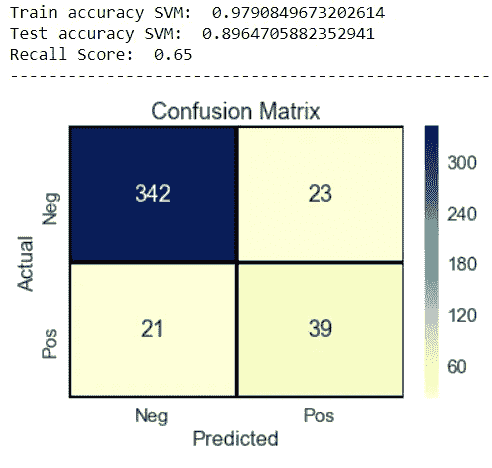 Train accuracy SVM:  0.9790849673202614
Test accuracy SVM:  0.8964705882352941
Recall Score:  0.65
--------------------------------------------------
Confusion Matrix
Actual
Neg
342
23
Pos
21
39
Neg
Pos
Predicted
300
240
180
120
60